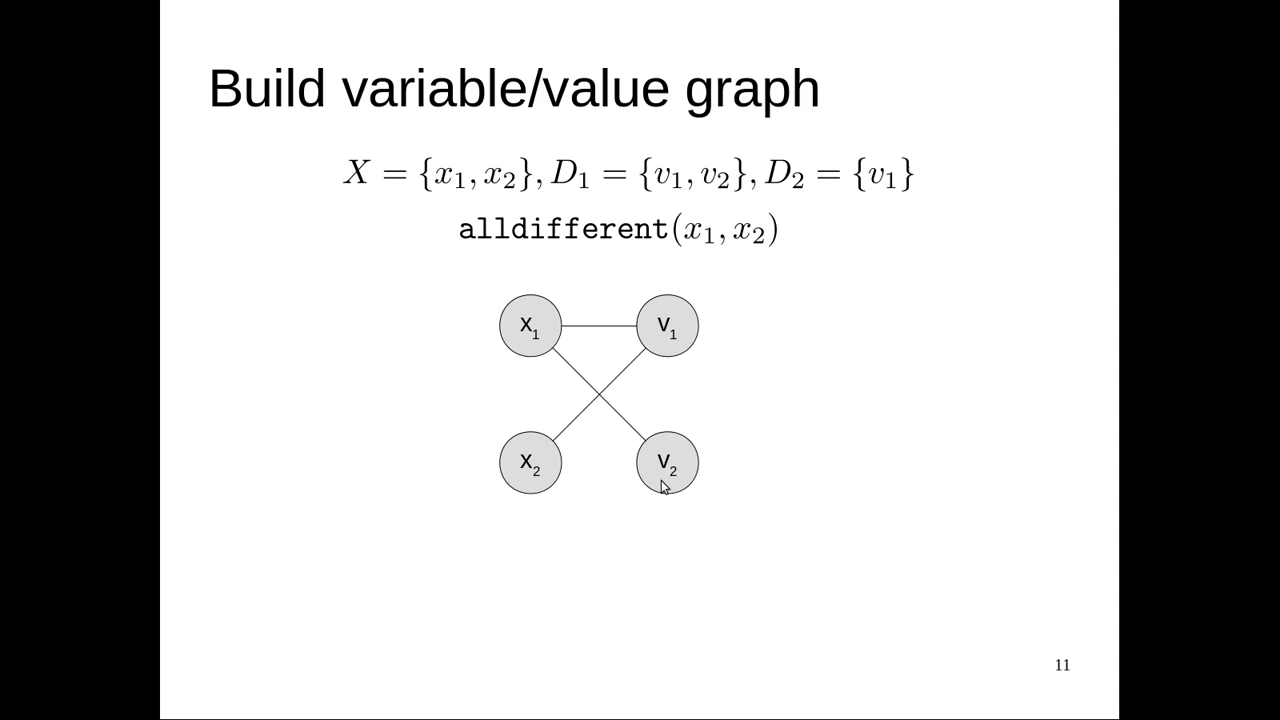 Build variable/value graph
X = {x₁, x₂}, D₁ = {v₁, v₂}, D₂ = {v₁}
alldifferent(x₁, x₂)
x₁ v₁
x₂ v₂
11